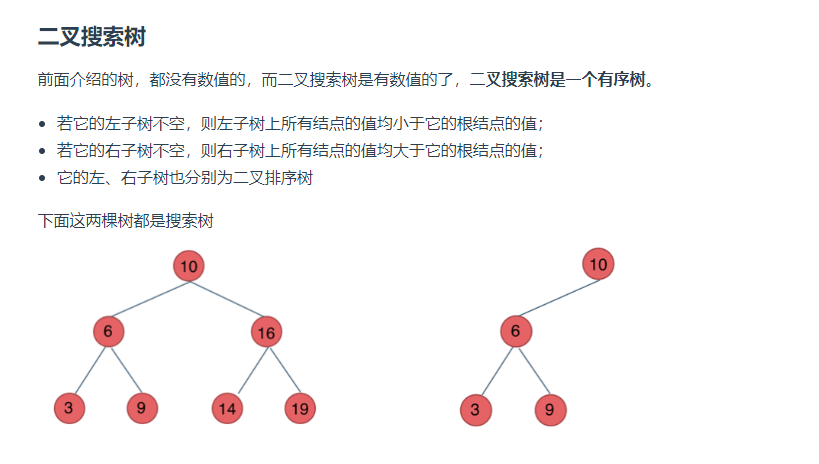 二叉搜索树
前面介绍的树，都没有数值的，而二叉搜索树是有数值的了，二叉搜索树是一个有序树。
若它的左子树不空，则左子树上所有结点的值均小于它的根结点的值；
若它的右子树不空，则右子树上所有结点的值均大于它的根结点的值；
它的左、右子树也分别为二叉排序树
下面这两棵树都是搜索树
10 10
6 16 6
3 9 14 19 3 9